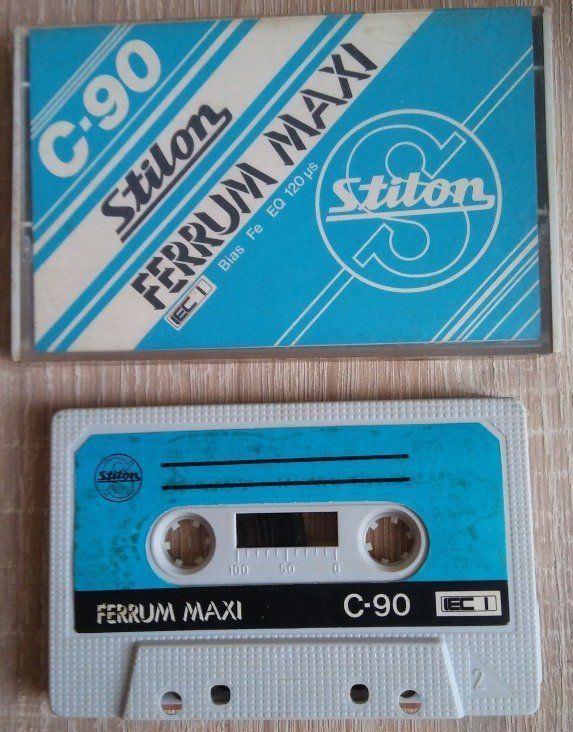 C-90
Stilon
FERRUM MAXI
IEC I
Bias Fe EQ 120 µs
Stilon
S
Stilon
S
100 50 0
FERRUM MAXI
C-90
IEC I
2